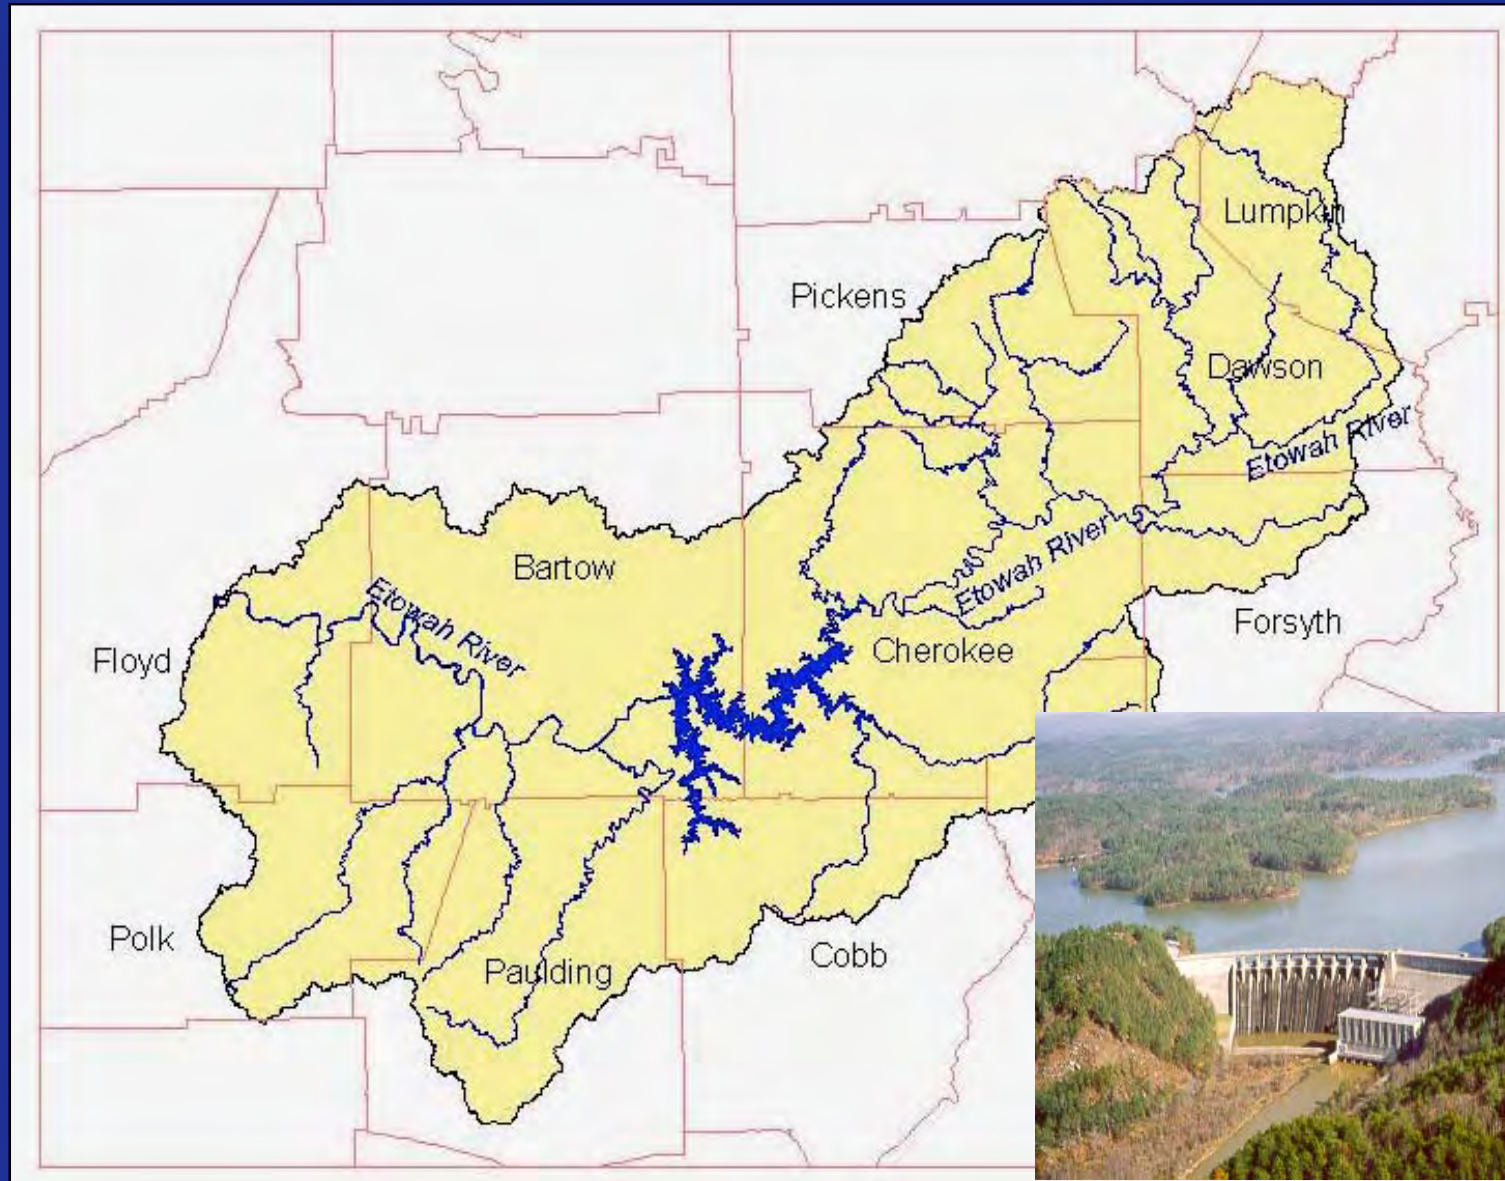 Lumpkin
Pickens
Dawson
Etowah River
Bartow
Etowah River
Etowah River
Forsyth
Floyd
Cherokee
Polk
Paulding
Cobb